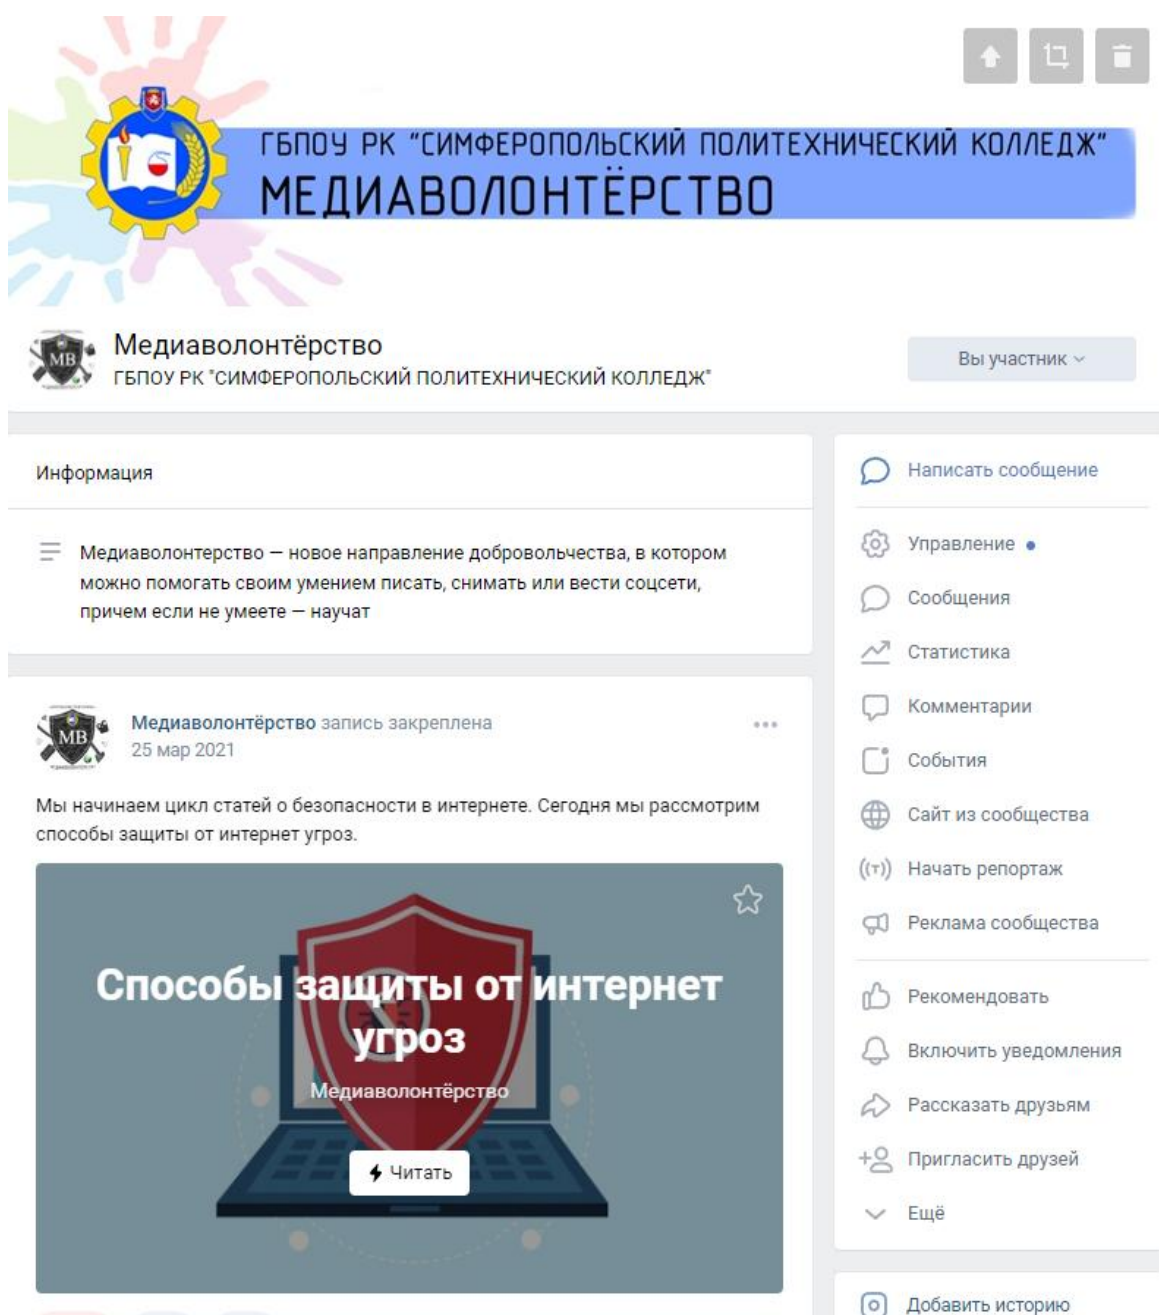 ГБПОУ РК "СИМФЕРОПОЛЬСКИЙ ПОЛИТЕХНИЧЕСКИЙ КОЛЛЕДЖ"
МЕДИАВОЛОНТЁРСТВО
МВ
Медиаволонтёрство
ГБПОУ РК "СИМФЕРОПОЛЬСКИЙ ПОЛИТЕХНИЧЕСКИЙ КОЛЛЕДЖ"
Вы участник
Информация
Медиаволонтерство — новое направление добровольчества, в котором
можно помогать своим умением писать, снимать или вести соцсети,
причем если не умеете — научат
МВ
Медиаволонтёрство запись закреплена
25 мар 2021
Мы начинаем цикл статей о безопасности в интернете. Сегодня мы рассмотрим
способы защиты от интернет угроз.
Способы защиты от интернет
угроз
Медиаволонтёрство
Читать
Написать сообщение
Управление
Сообщения
Статистика
Комментарии
События
Сайт из сообщества
Начать репортаж
Реклама сообщества
Рекомендовать
Включить уведомления
Рассказать друзьям
Пригласить друзей
Ещё
Добавить историю